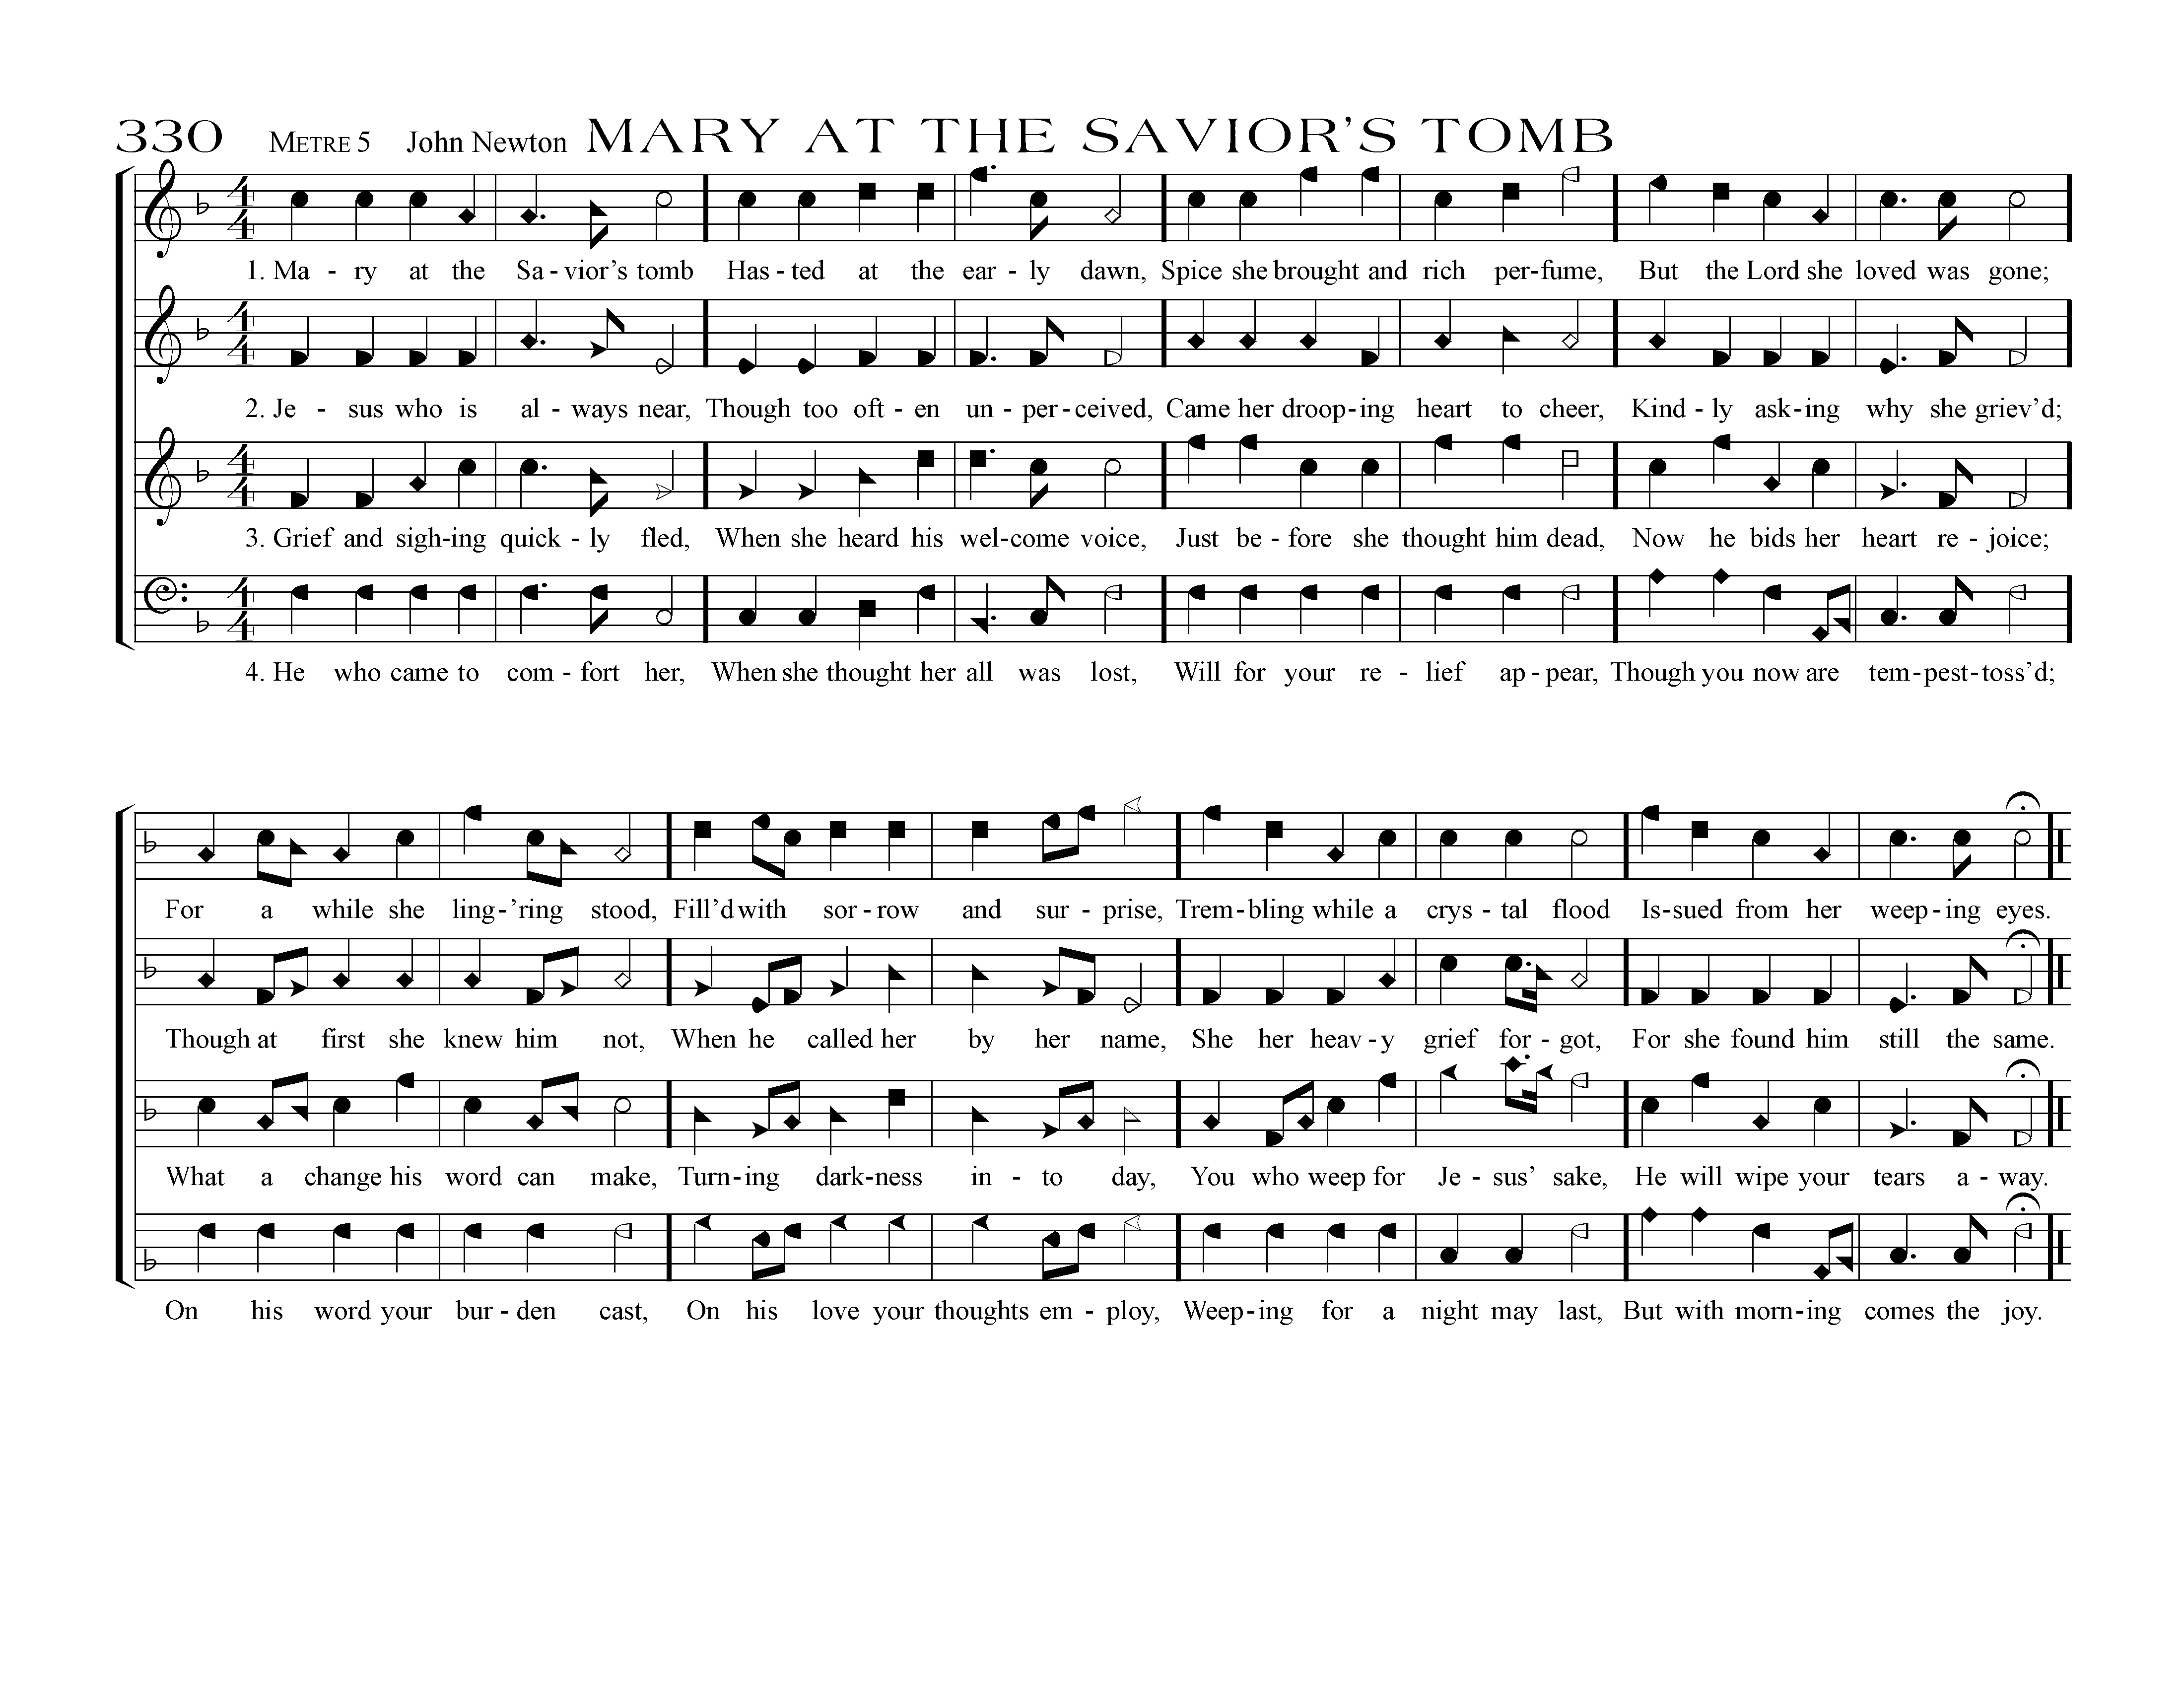 330 METRE 5 John Newton MARY AT THE SAVIOR'S TOMB
1. Ma - ry at the Sa - vior's tomb Has - ted at the ear - ly dawn, Spice she brought and rich per - fume, But the Lord she loved was gone;
2. Je - sus who is al - ways near, Though too oft - en un - per - ceived, Came her droop - ing heart to cheer, Kind - ly ask - ing why she griev'd;
3. Grief and sigh - ing quick - ly fled, When she heard his wel - come voice, Just be - fore she thought him dead, Now he bids her heart re - joice;
4. He who came to com - fort her, When she thought her all was lost, Will for your re - lief ap - pear, Though you now are tem - pest - toss'd;
For a while she ling - 'ring stood, Fill'd with sor - row and sur - prise, Trem - bling while a crys - tal flood Is - sued from her weep - ing eyes.
Though at first she knew him not, When he called her by her name, She her heav - y grief for - got, For she found him still the same.
What a change his word can make, Turn - ing dark - ness in - to day, You who weep for Je - sus' sake, He will wipe your tears a - way.
On his word your bur - den cast, On his love your thoughts em - ploy, Weep - ing for a night may last, But with morn - ing comes the joy.